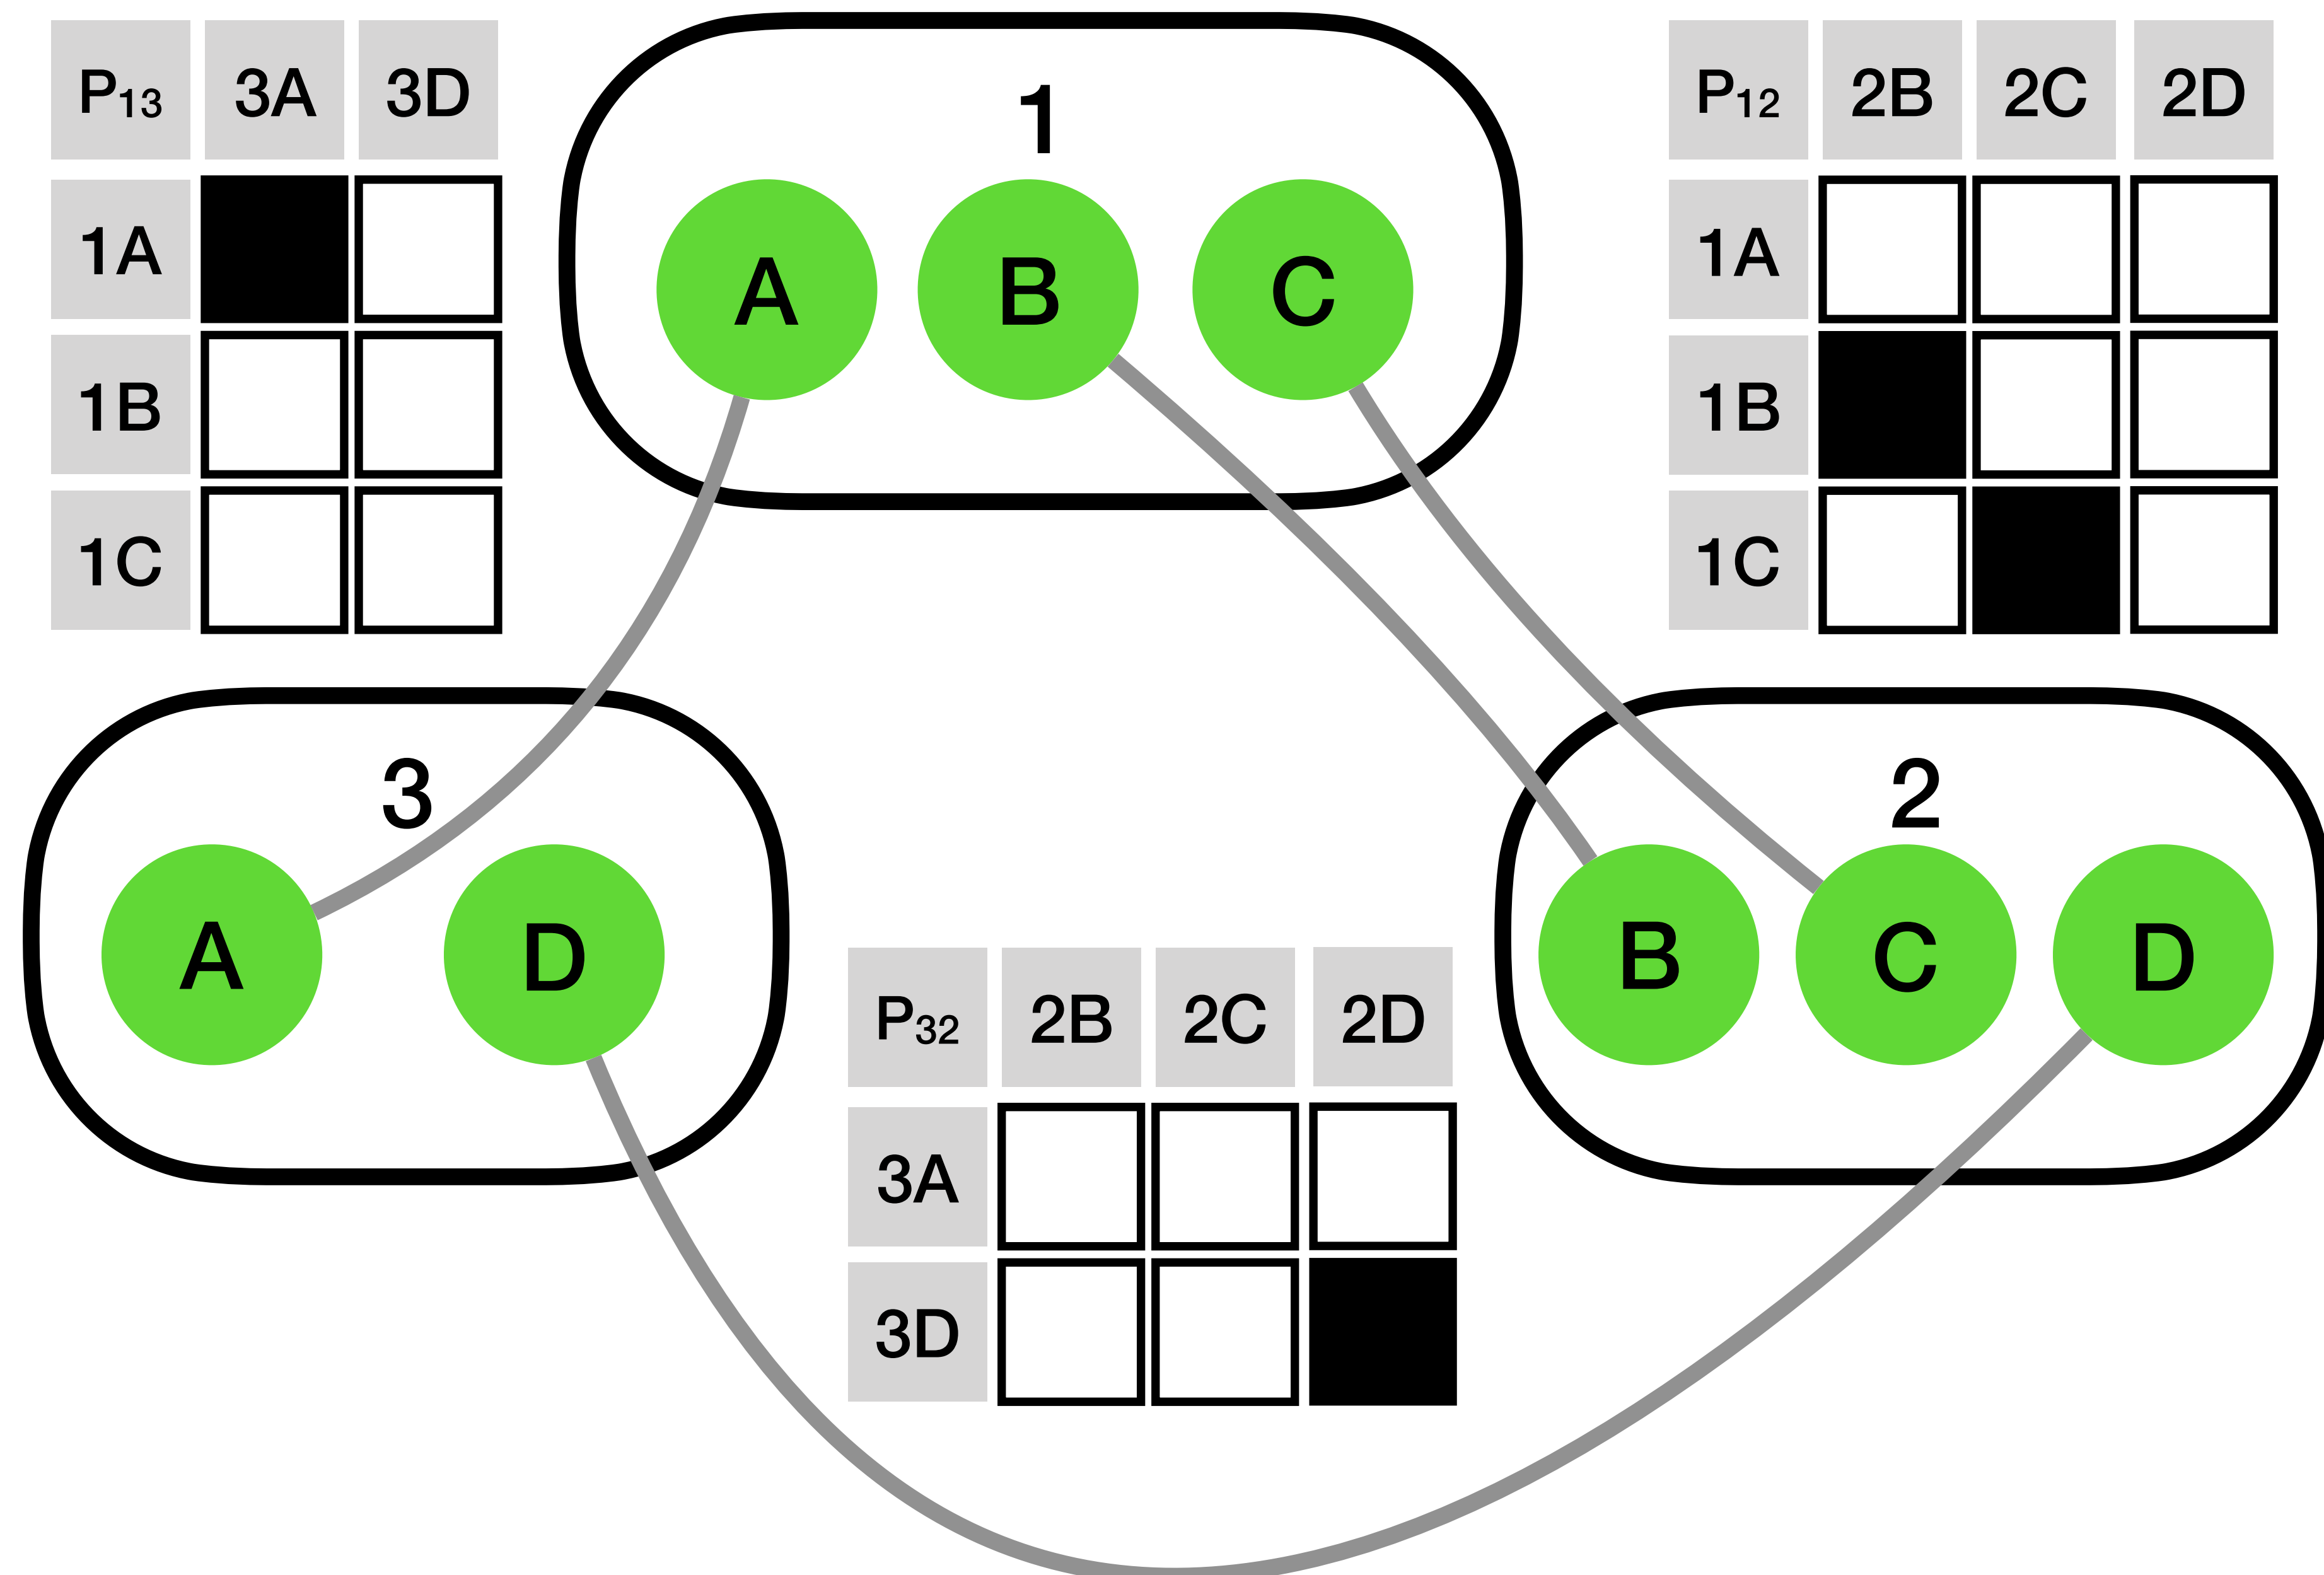 P13 3A 3D
1A
1B
1C
1
A B C
P12 2B 2C 2D
1A
1B
1C
3
A D
2
B C D
P32 2B 2C 2D
3A
3D